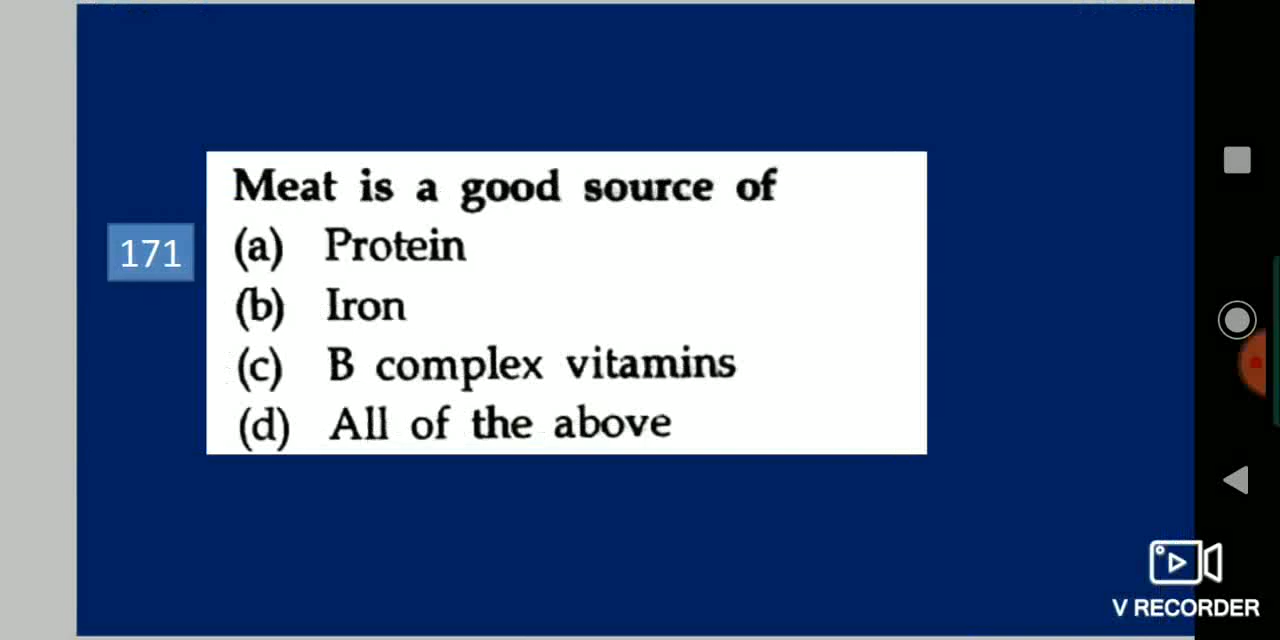 Meat is a good source of
171
(a) Protein
(b) Iron
(c) B complex vitamins
(d) All of the above
V RECORDER